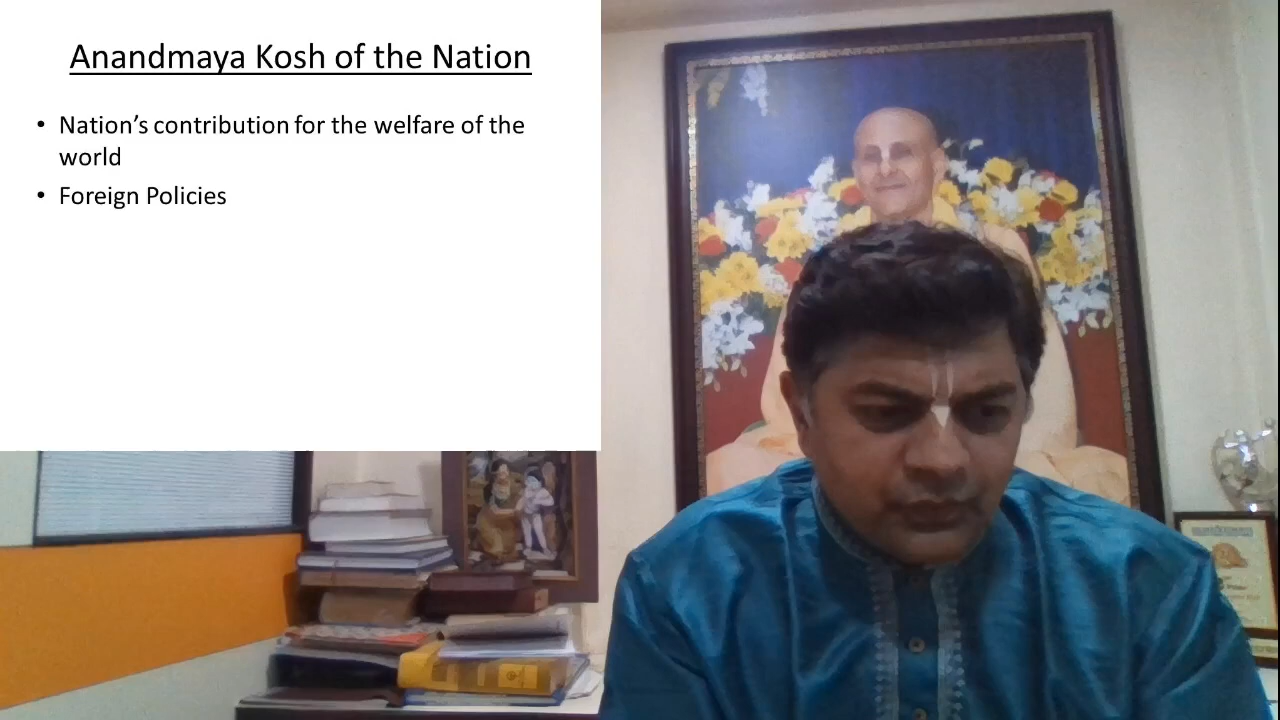 Anandmaya Kosh of the Nation
• Nation's contribution for the welfare of the
world
• Foreign Policies